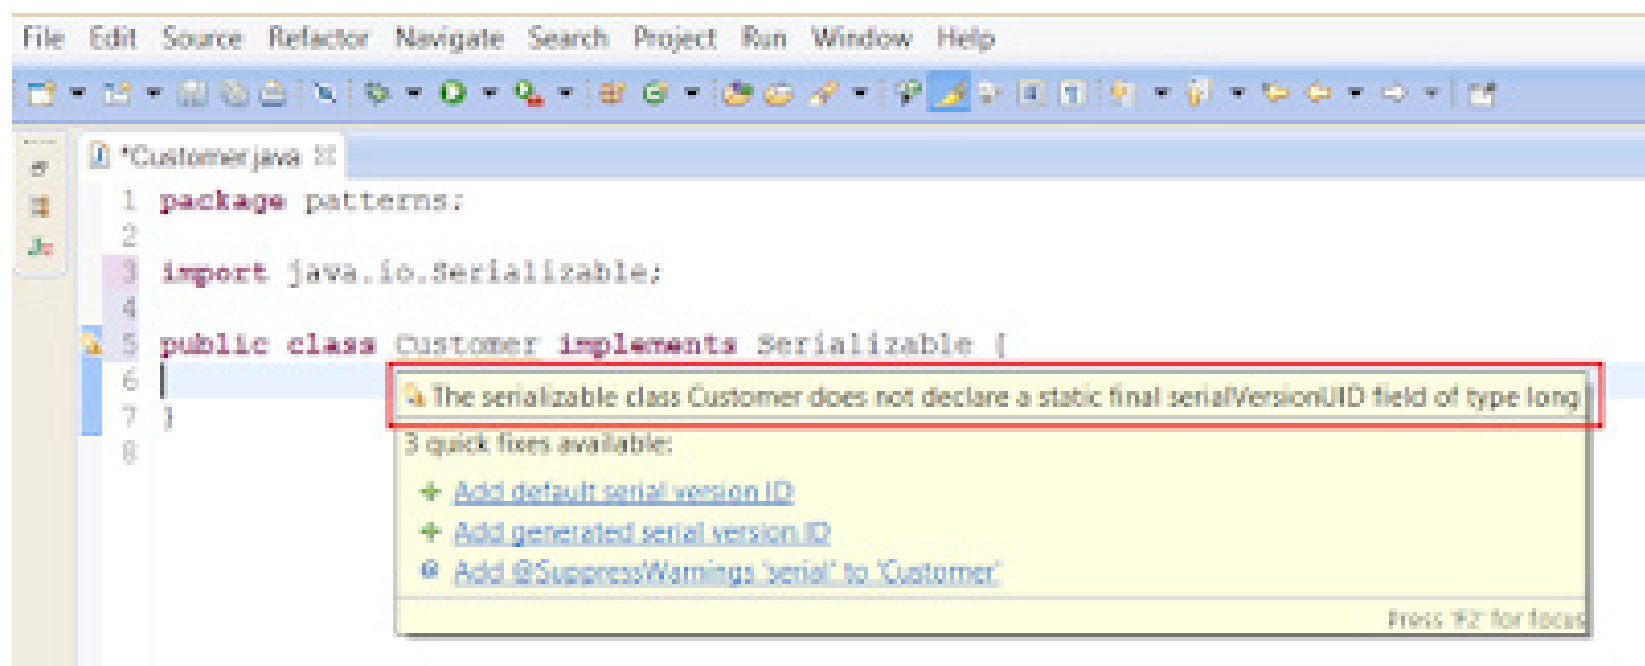 File Edit Source Refactor Navigate Search Project Run Window Help
*Customer.java
1 package patterns;
2
3 import java.io.Serializable;
4
5 public class Customer implements Serializable {
6
7 }
8
The serializable class Customer does not declare a static final serialVersionUID field of type long
3 quick fixes available:
Add default serial version ID
Add generated serial version ID
Add @SuppressWarnings 'serial' to 'Customer'
Press 'F2' for focus